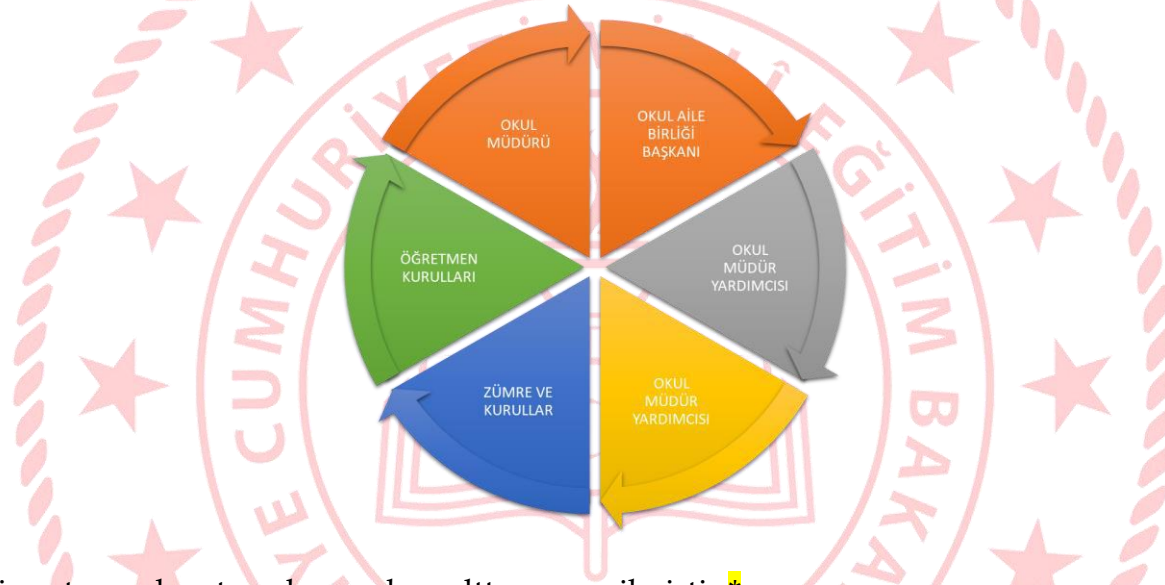 OKUL
MÜDÜRÜ
OKUL AİLE
BİRLİĞİ
BAŞKANI
OKUL
MÜDÜR
YARDIMCISI
OKUL
MÜDÜR
YARDIMCISI
ZÜMRE VE
KURULLAR
ÖĞRETMEN
KURULLARI